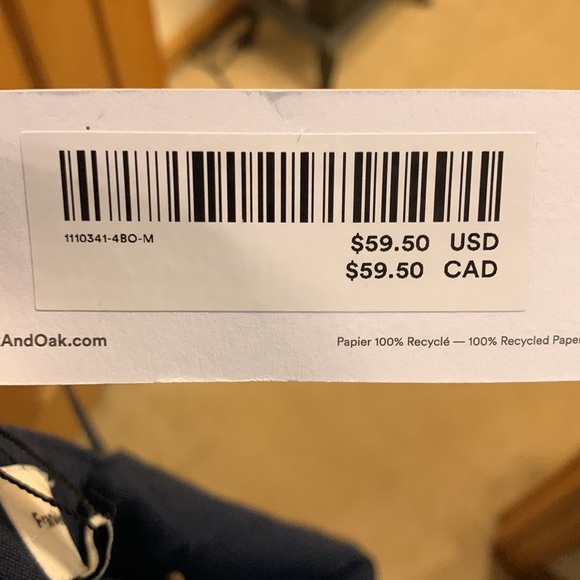 1110341-4BO-M
$59.50 USD
$59.50 CAD
AndOak.com
Papier 100% Recyclé — 100% Recycled Paper